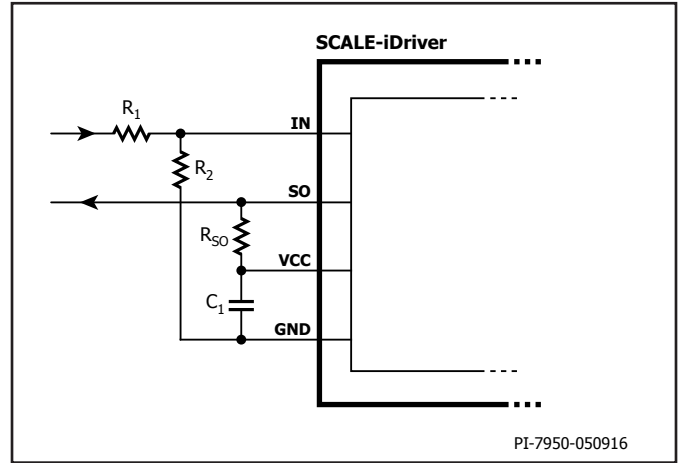 SCALE-iDriver
R1
IN
R2
SO
RSO
VCC
C1
GND
PI-7950-050916